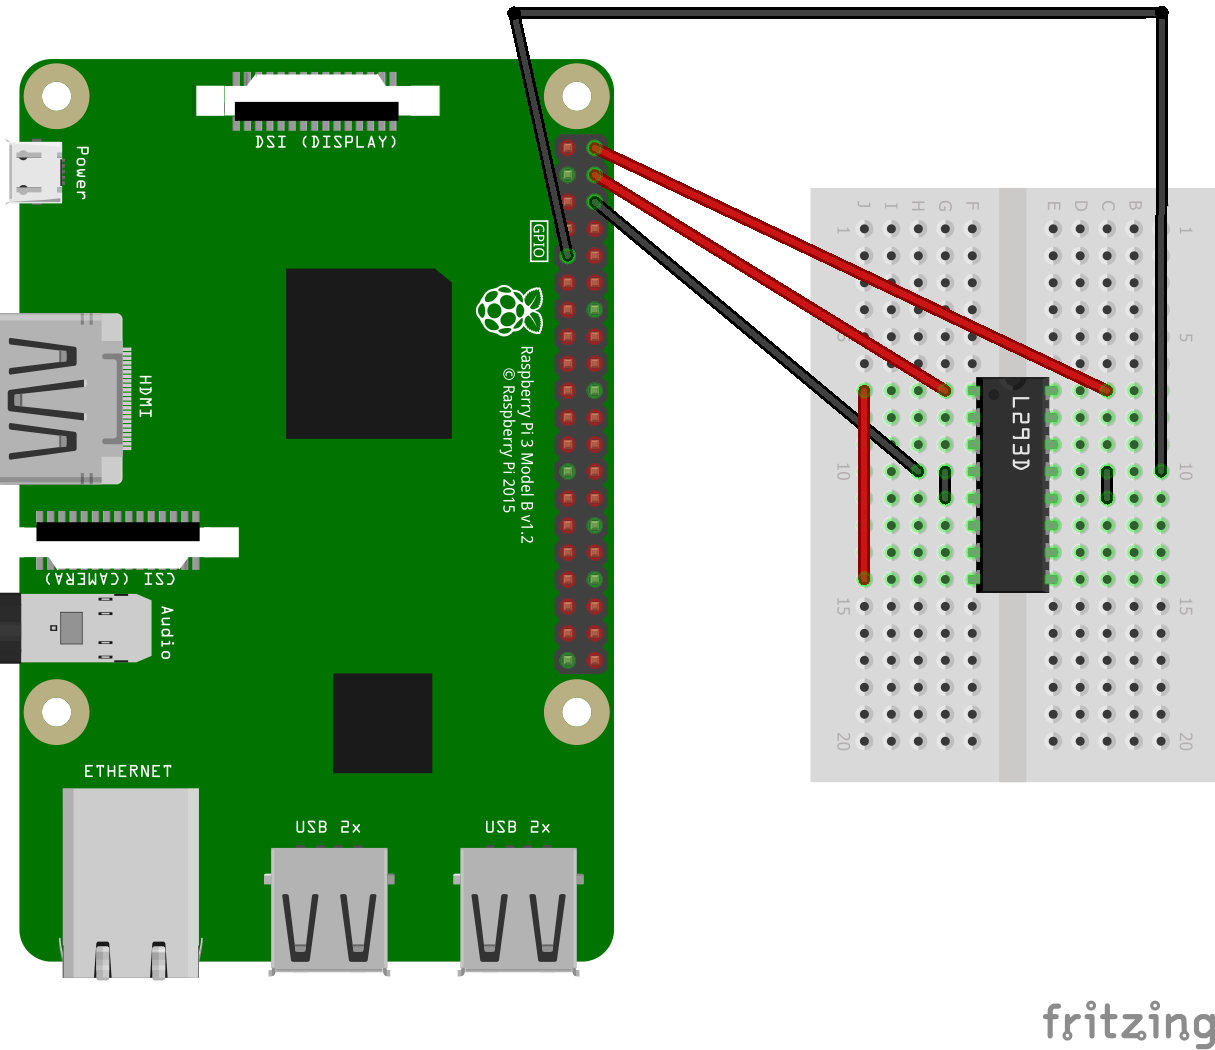 DSI (DISPLAY)
Power
GPIO
Raspberry Pi 3 Model B v1.2
© Raspberry Pi 2015
HDMI
CSI (CAMERA)
Audio
ETHERNET
USB 2x
USB 2x
J I H G F E D C B
1 1
5 5
L293D
10 10
15 15
20 20
fritzing